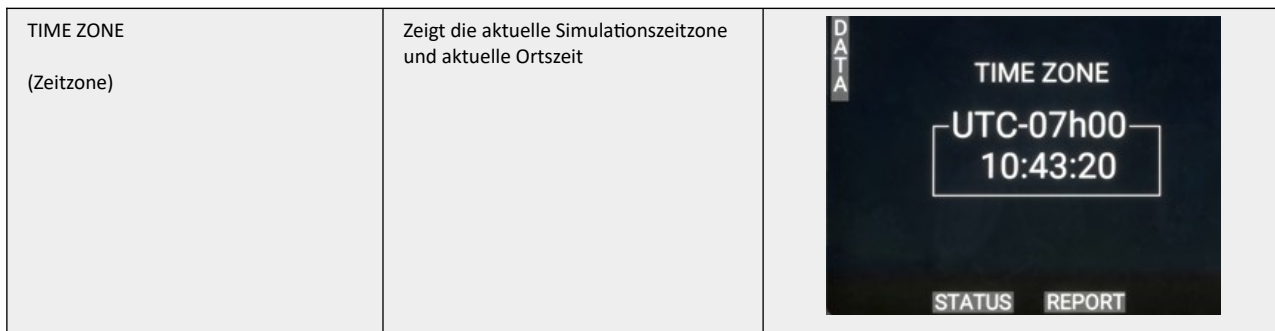 TIME ZONE
(Zeitzone)
Zeigt die aktuelle Simulationszeitzone
und aktuelle Ortszeit
DATA
TIME ZONE
UTC-07h00
10:43:20
STATUS REPORT